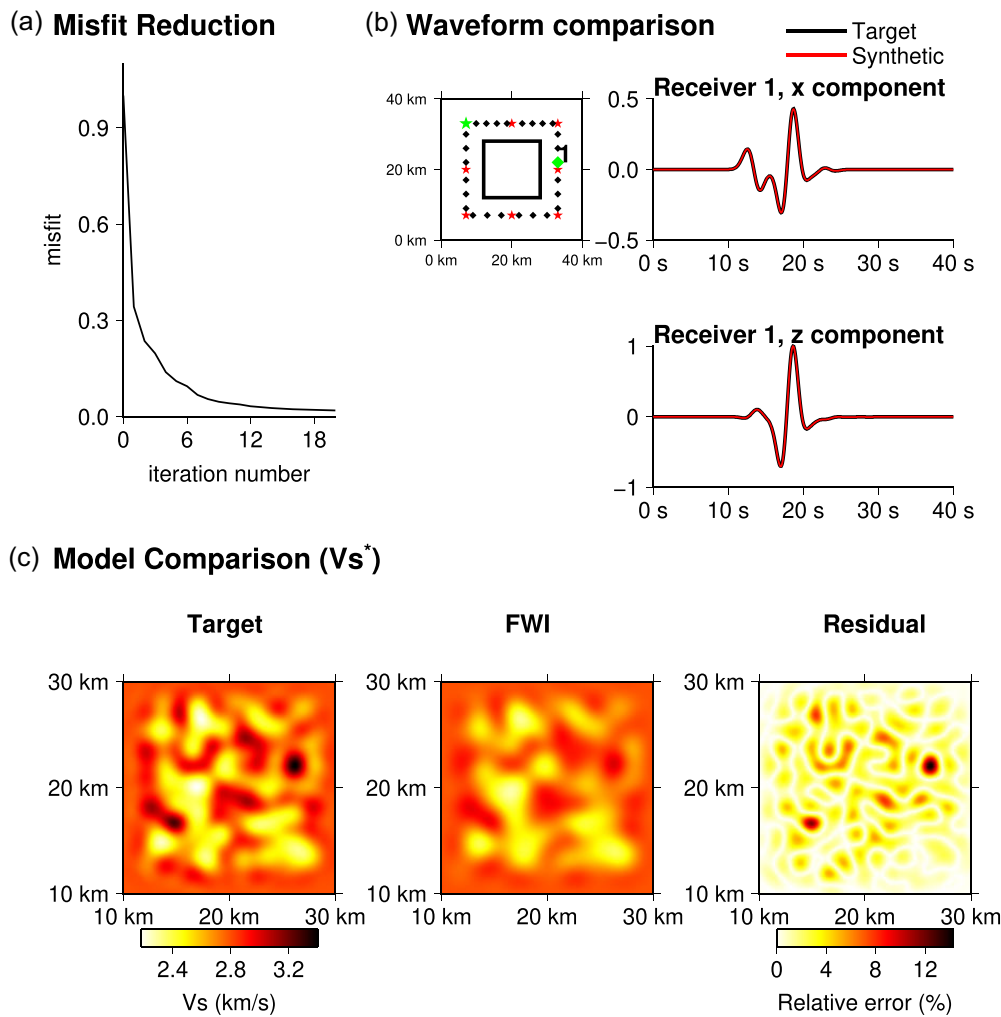 (a) Misfit Reduction
0.9
0.6
0.3
0.0
misfit
0 6 12 18
iteration number
(b) Waveform comparison
Target
Synthetic
40 km
20 km
0 km
0 km 20 km 40 km
1
Receiver 1, x component
0.5
0.0
−0.5
0 s 10 s 20 s 30 s 40 s
Receiver 1, z component
1
0
−1
0 s 10 s 20 s 30 s 40 s
(c) Model Comparison (Vs*)
Target
30 km
20 km
10 km
10 km 20 km 30 km
2.4 2.8 3.2
Vs (km/s)
FWI
30 km
20 km
10 km
10 km 20 km 30 km
Residual
30 km
20 km
10 km
10 km 20 km 30 km
0 4 8 12
Relative error (%)